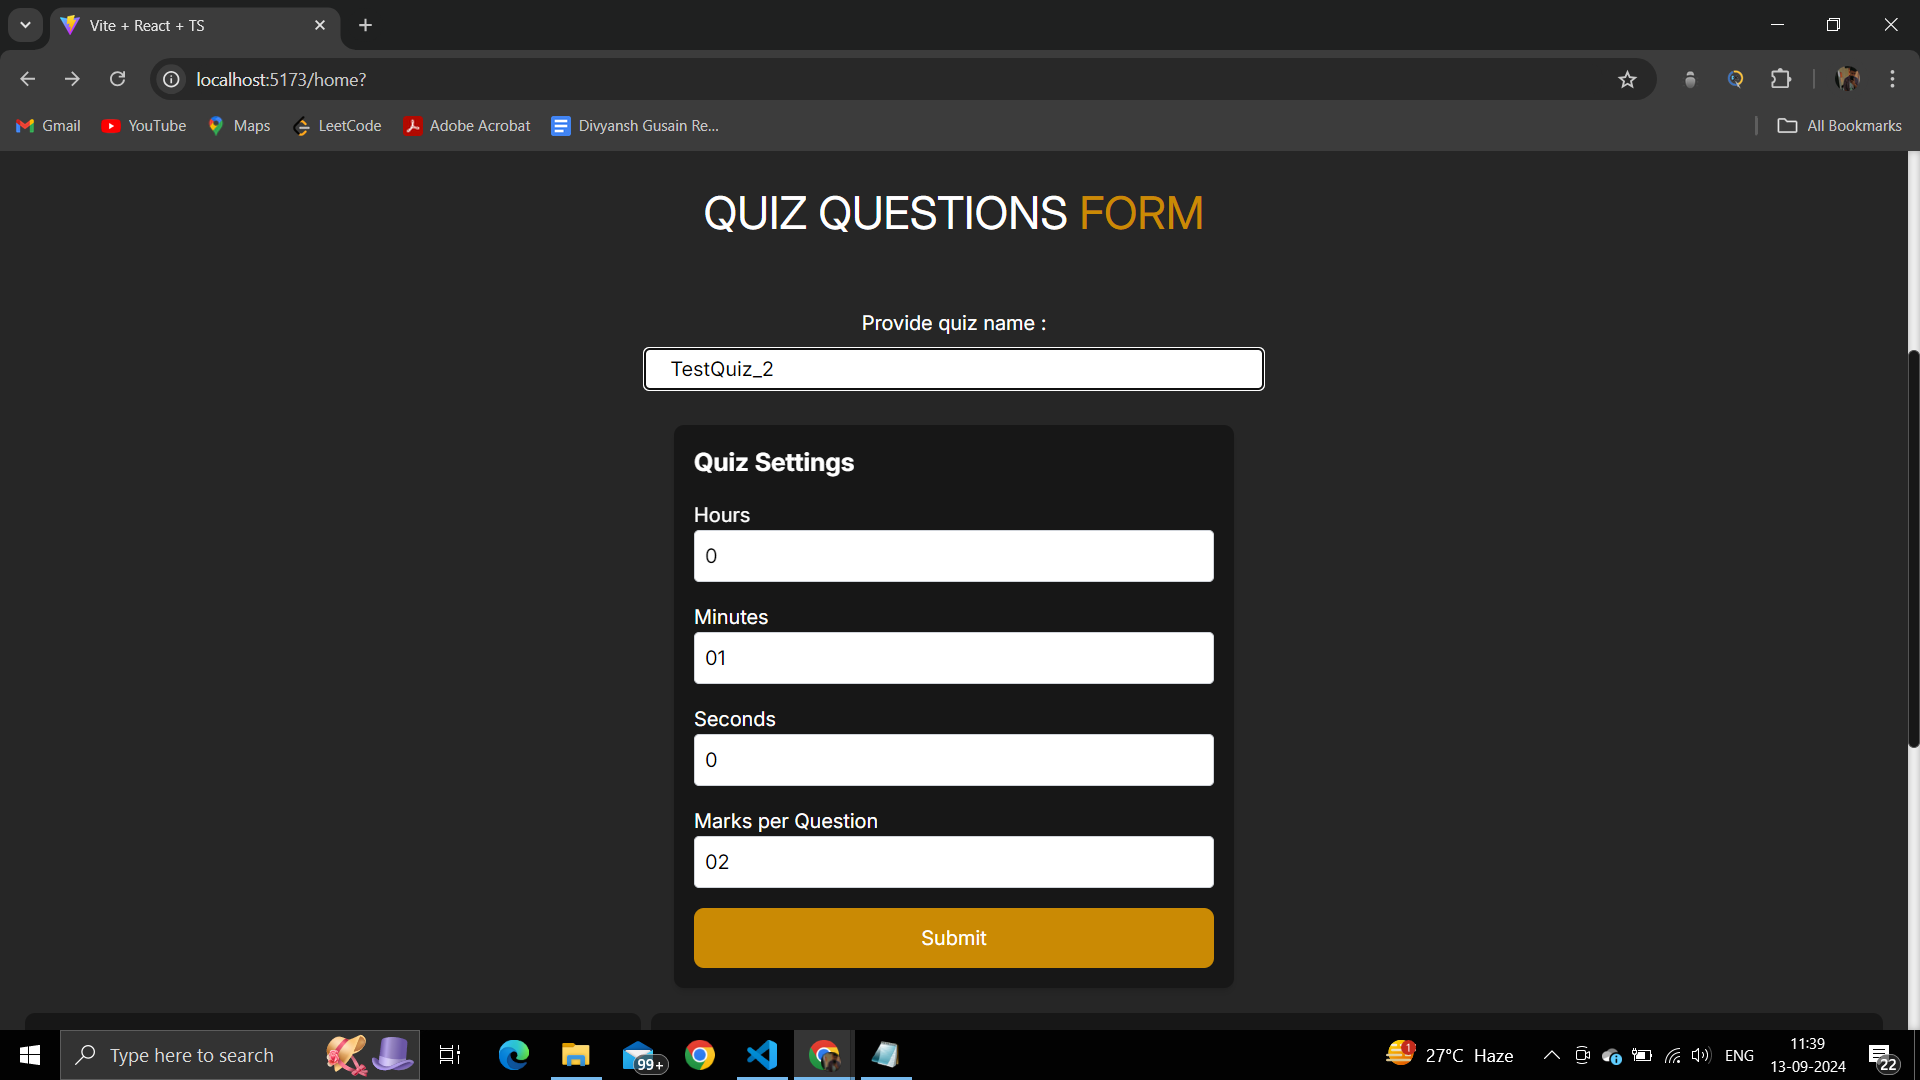 Vite + React + TS
localhost:5173/home?
Gmail YouTube Maps LeetCode Adobe Acrobat Divyansh Gusain Re... All Bookmarks
QUIZ QUESTIONS FORM
Provide quiz name :
TestQuiz_2
Quiz Settings
Hours
0
Minutes
01
Seconds
0
Marks per Question
02
Submit
Type here to search
99+
1
27°C Haze
ENG
11:39
13-09-2024
22